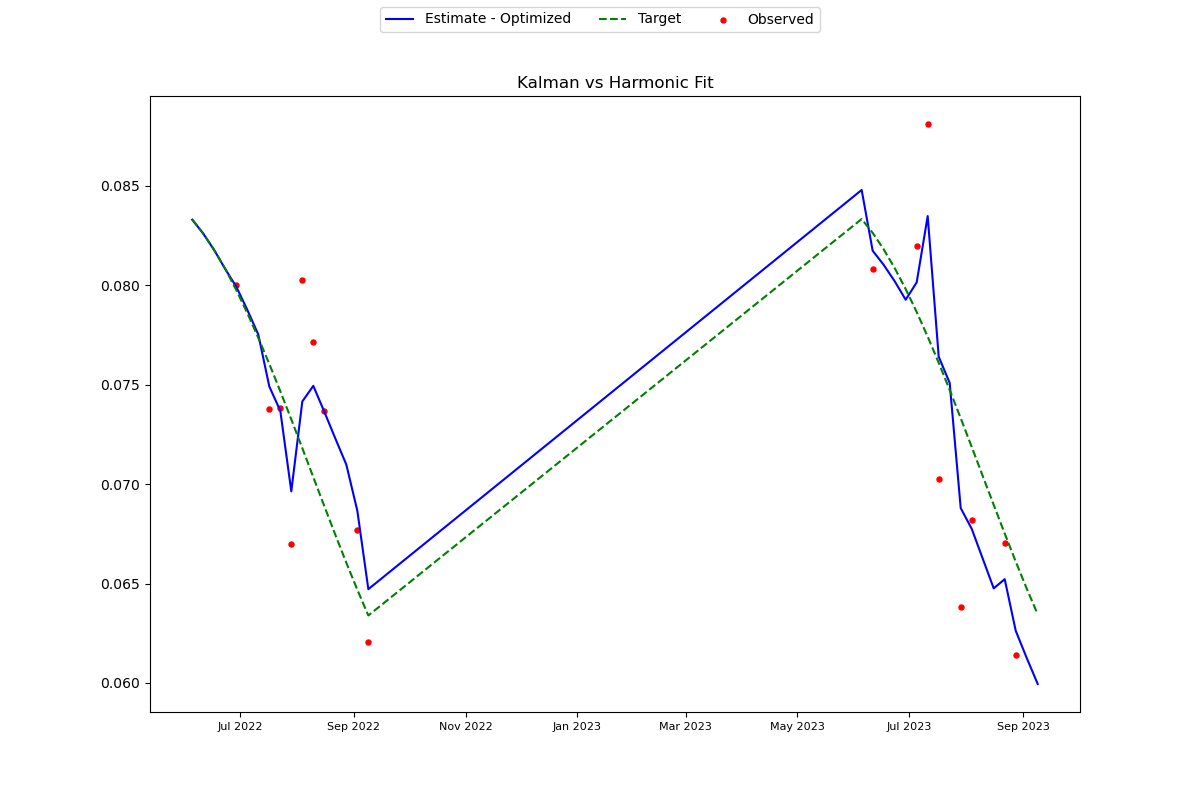 Estimate - Optimized Target Observed
Kalman vs Harmonic Fit
0.085
0.080
0.075
0.070
0.065
0.060
Jul 2022 Sep 2022 Nov 2022 Jan 2023 Mar 2023 May 2023 Jul 2023 Sep 2023